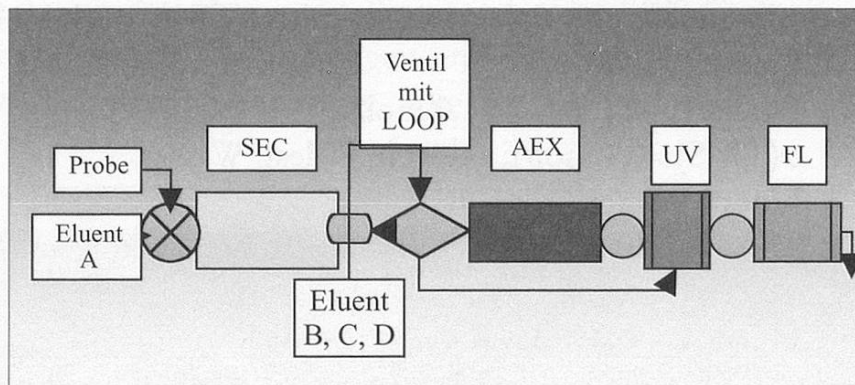 Ventil
mit
LOOP
SEC
AEX
UV
FL
Probe
Eluent
A
Eluent
B, C, D